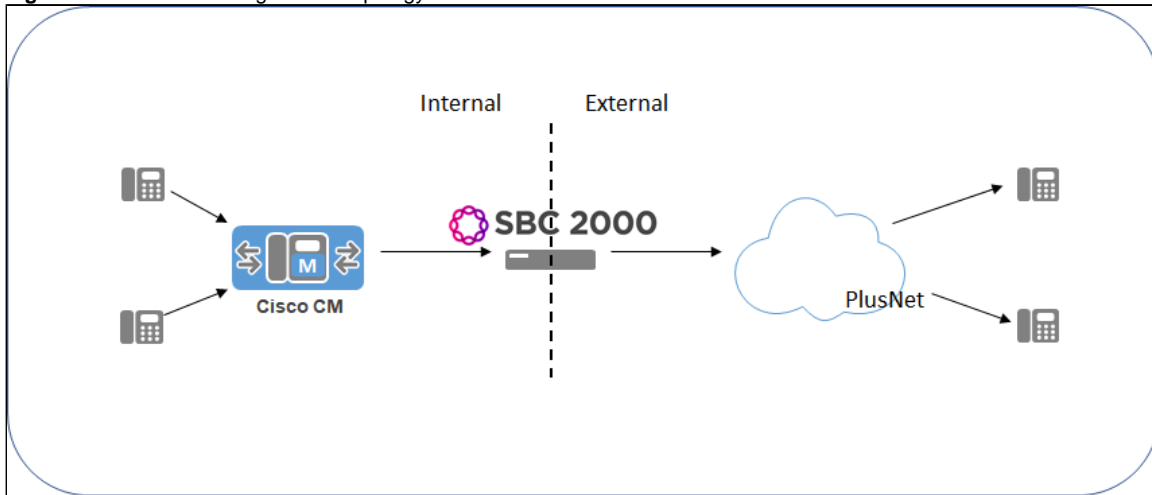 Internal
External
SBC 2000
M
Cisco CM
PlusNet